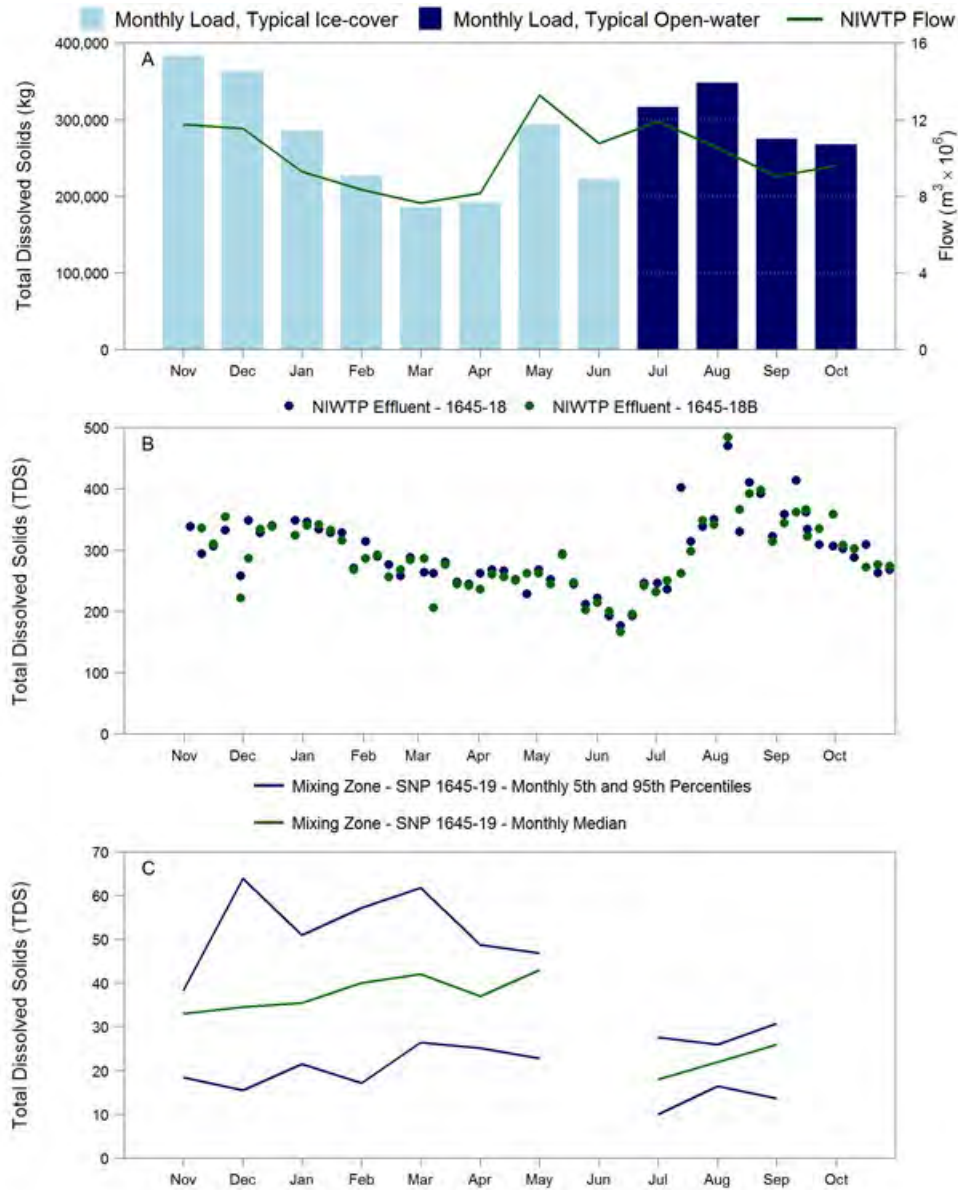 Monthly Load, Typical Ice-cover Monthly Load, Typical Open-water NIWTP Flow
A
400,000
300,000
200,000
100,000
0
Total Dissolved Solids (kg)
16
12
8
4
0
Flow (m³ × 10⁶)
Nov Dec Jan Feb Mar Apr May Jun Jul Aug Sep Oct
NIWTP Effluent - 1645-18 NIWTP Effluent - 1645-18B
B
500
400
300
200
100
0
Total Dissolved Solids (TDS)
Nov Dec Jan Feb Mar Apr May Jun Jul Aug Sep Oct
Mixing Zone - SNP 1645-19 - Monthly 5th and 95th Percentiles
Mixing Zone - SNP 1645-19 - Monthly Median
C
70
60
50
40
30
20
10
0
Total Dissolved Solids (TDS)
Nov Dec Jan Feb Mar Apr May Jun Jul Aug Sep Oct